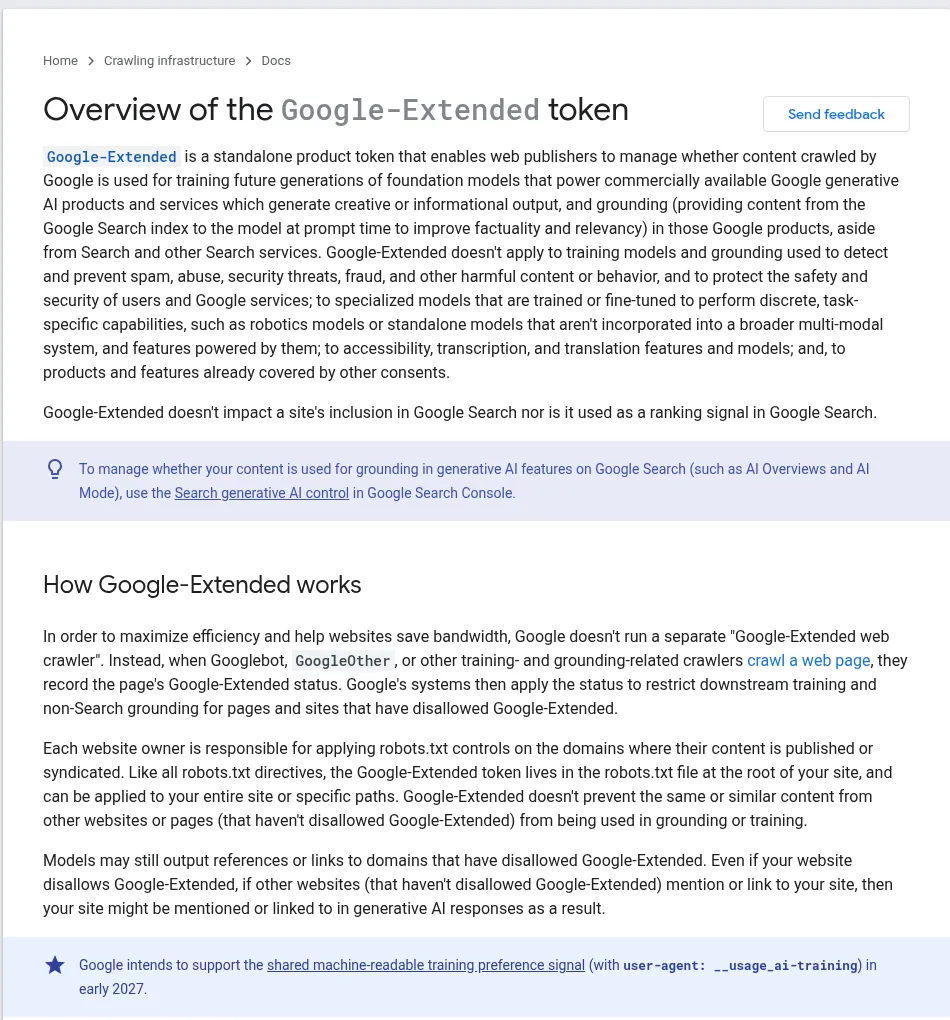 Home > Crawling infrastructure > Docs
Overview of the Google-Extended token
Send feedback
Google-Extended is a standalone product token that enables web publishers to manage whether content crawled by
Google is used for training future generations of foundation models that power commercially available Google generative
AI products and services which generate creative or informational output, and grounding (providing content from the
Google Search index to the model at prompt time to improve factuality and relevancy) in those Google products, aside
from Search and other Search services. Google-Extended doesn't apply to training models and grounding used to detect
and prevent spam, abuse, security threats, fraud, and other harmful content or behavior, and to protect the safety and
security of users and Google services; to specialized models that are trained or fine-tuned to perform discrete, task-
specific capabilities, such as robotics models or standalone models that aren't incorporated into a broader multi-modal
system, and features powered by them; to accessibility, transcription, and translation features and models; and, to
products and features already covered by other consents.
Google-Extended doesn't impact a site's inclusion in Google Search nor is it used as a ranking signal in Google Search.
To manage whether your content is used for grounding in generative AI features on Google Search (such as AI Overviews and AI
Mode), use the Search generative AI control in Google Search Console.
How Google-Extended works
In order to maximize efficiency and help websites save bandwidth, Google doesn't run a separate "Google-Extended web
crawler". Instead, when Googlebot, GoogleOther, or other training- and grounding-related crawlers crawl a web page, they
record the page's Google-Extended status. Google's systems then apply the status to restrict downstream training and
non-Search grounding for pages and sites that have disallowed Google-Extended.
Each website owner is responsible for applying robots.txt controls on the domains where their content is published or
syndicated. Like all robots.txt directives, the Google-Extended token lives in the robots.txt file at the root of your site, and
can be applied to your entire site or specific paths. Google-Extended doesn't prevent the same or similar content from
other websites or pages (that haven't disallowed Google-Extended) from being used in grounding or training.
Models may still output references or links to domains that have disallowed Google-Extended. Even if your website
disallows Google-Extended, if other websites (that haven't disallowed Google-Extended) mention or link to your site, then
your site might be mentioned or linked to in generative AI responses as a result.
Google intends to support the shared machine-readable training preference signal (with user-agent: __usage_ai-training) in
early 2027.